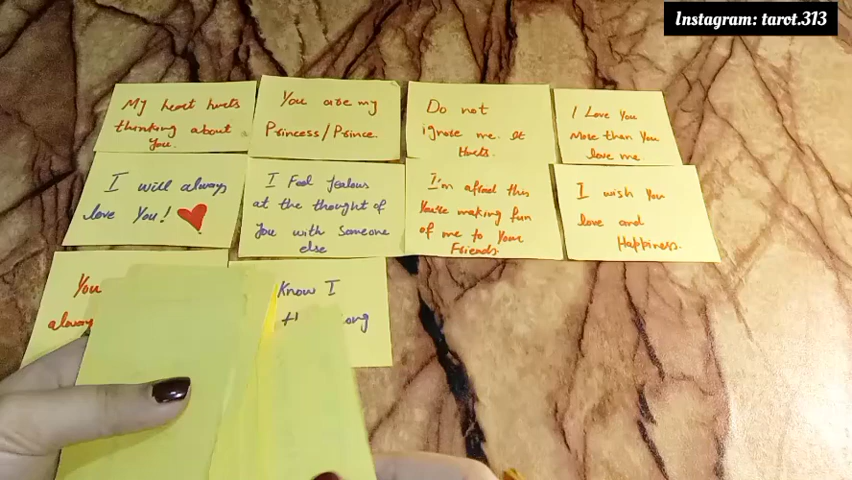 Instagram: tarot.313
My heart hurts
thinking about
you.
You are my
Princess/Prince.
Do not
ignore me. It
Hurts.
I Love You
More than You
love me.
I will always
love You!
I Feel jealous
at the thought of
You with Someone
else
I'm afraid this
You're making fun
of me to Your
Friends.
I wish You
love and
Happiness.
You
Know I